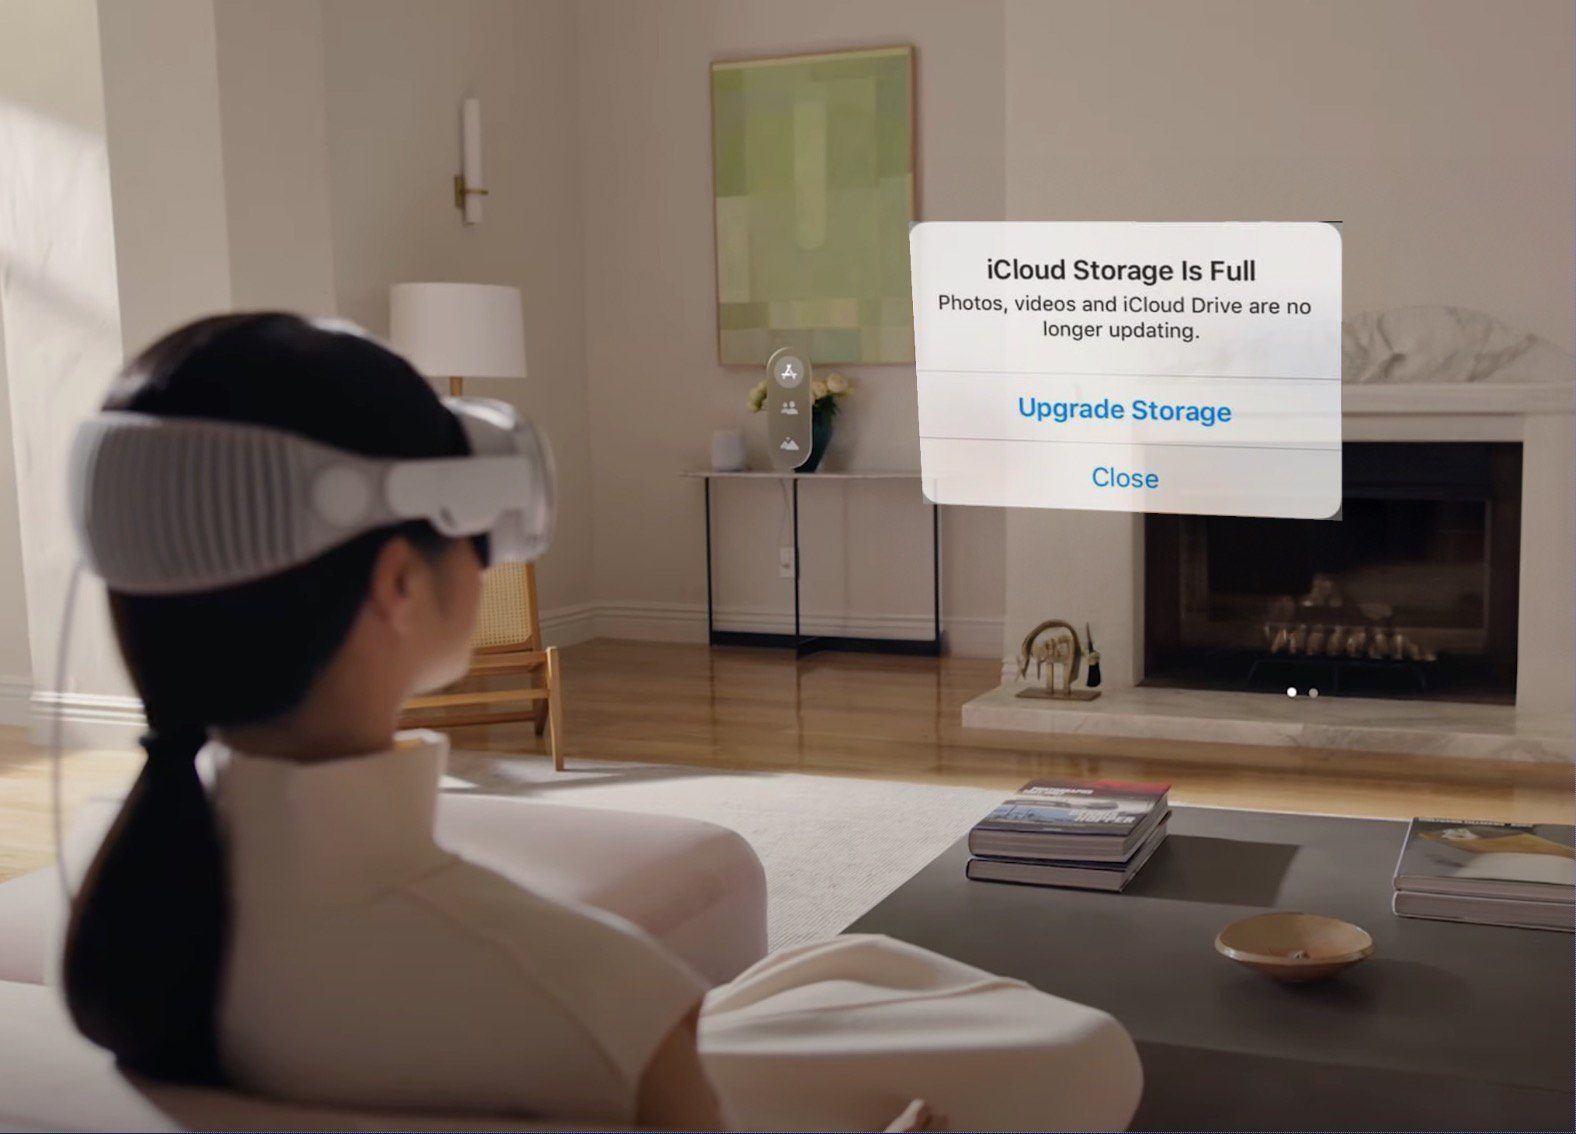 iCloud Storage Is Full
Photos, videos and iCloud Drive are no
longer updating.
Upgrade Storage
Close